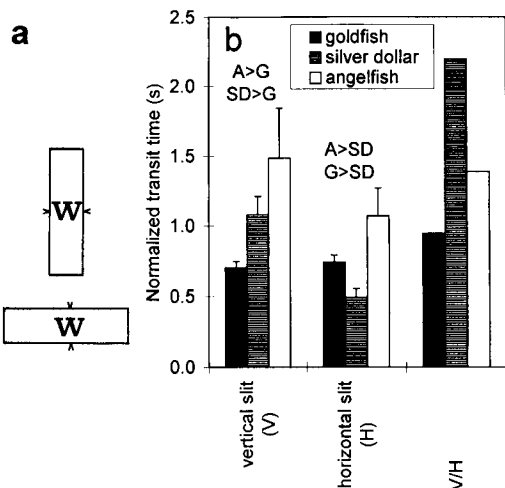 a
W
W
b
goldfish
silver dollar
angelfish
A>G
SD>G
A>SD
G>SD
Normalized transit time (s)
2.5
2.0
1.5
1.0
0.5
0.0
vertical slit
(V)
horizontal slit
(H)
V/H